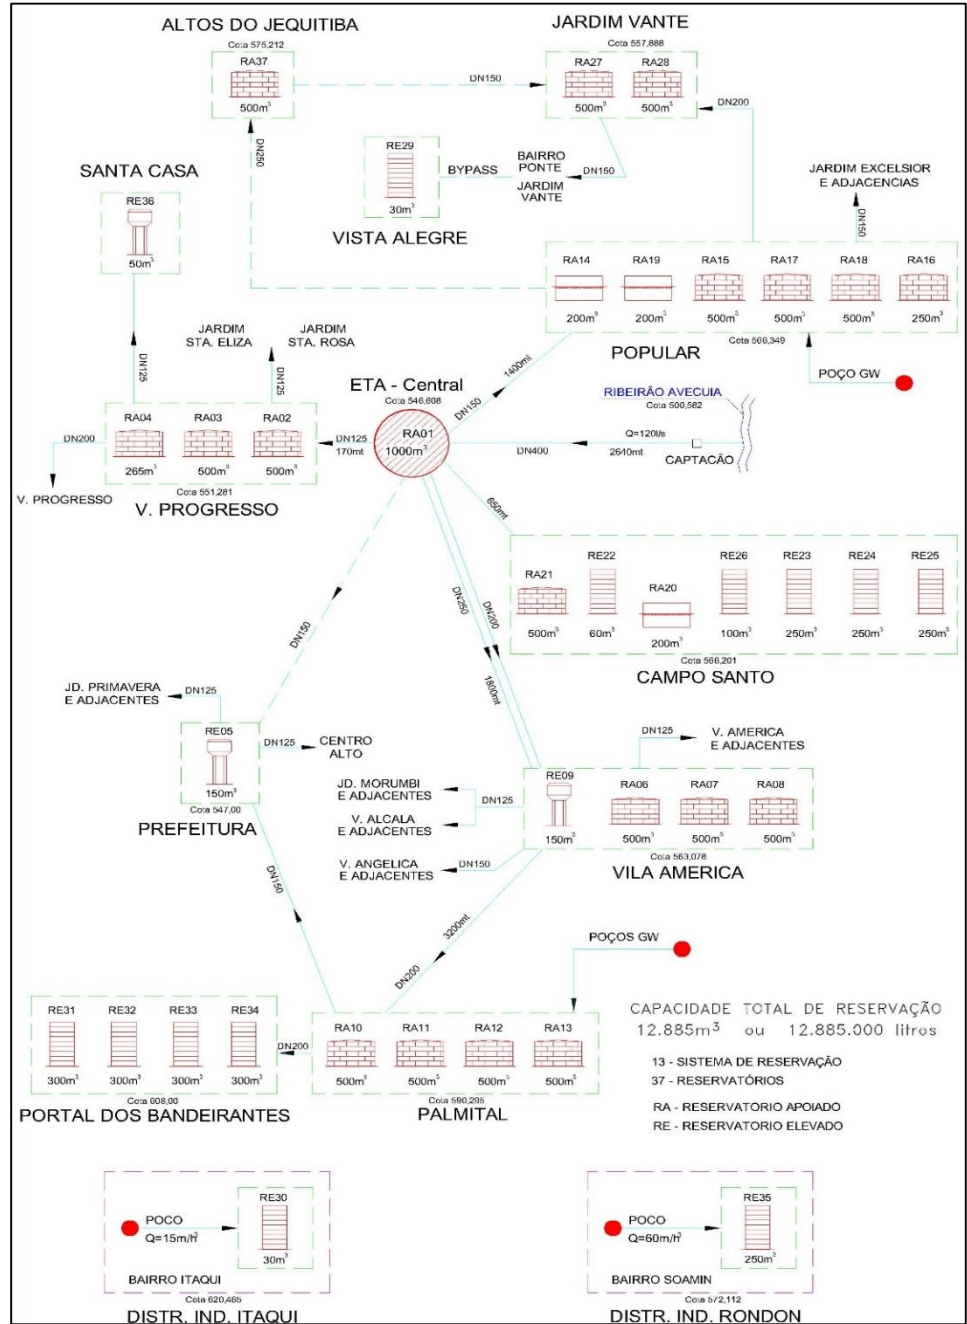 ALTOS DO JEQUITIBA
Cota 575,212
RA37
500m³
JARDIM VANTE
Cota 557,888
RA27
RA28
500m³
500m³
DN150
DN200
DN250
RE29
30m³
VISTA ALEGRE
BYPASS
BAIRRO
PONTE
JARDIM
VANTE
DN150
SANTA CASA
RE36
50m³
JARDIM EXCELSIOR
E ADJACENCIAS
DN150
RA14
RA19
RA15
RA17
RA18
RA16
200m³
200m³
500m³
500m³
500m³
250m³
Cota 566,349
POPULAR
POÇO GW
DN125
JARDIM
STA. ELIZA
JARDIM
STA. ROSA
DN125
1400mt
DN150
ETA - Central
Cota 546,608
RA01
1000m³
RIBEIRÃO AVECUIA
Cota 500,582
Q=120l/s
DN400
2640mt
CAPTACÃO
DN200
V. PROGRESSO
RA04
RA03
RA02
265m³
500m³
500m³
Cota 551,281
V. PROGRESSO
DN125
170mt
650mt
RA21
RE22
RA20
RE26
RE23
RE24
RE25
500m³
60m³
200m³
100m³
250m³
250m³
250m³
Cota 566,201
CAMPO SANTO
DN150
DN250
DN200
1800mt
JD. PRIMAVERA
E ADJACENTES
DN125
RE05
150m³
Cota 547,00
PREFEITURA
DN125
CENTRO
ALTO
DN125
V. AMERICA
E ADJACENTES
JD. MORUMBI
E ADJACENTES
V. ALCALA
E ADJACENTES
DN125
V. ANGELICA
E ADJACENTES
DN150
RE09
RA06
RA07
RA08
150m³
500m³
500m³
500m³
Cota 563,078
VILA AMERICA
DN150
3200mt
DN200
POÇOS GW
RE31
RE32
RE33
RE34
300m³
300m³
300m³
300m³
Cota 608,00
PORTAL DOS BANDEIRANTES
DN200
RA10
RA11
RA12
RA13
500m³
500m³
500m³
500m³
Cota 590,295
PALMITAL
CAPACIDADE TOTAL DE RESERVAÇÃO
12.885m³ ou 12.885.000 litros
13 - SISTEMA DE RESERVAÇÃO
37 - RESERVATÓRIOS
RA - RESERVATÓRIO APOIADO
RE - RESERVATORIO ELEVADO
POCO
Q=15m/h³
RE30
30m³
BAIRRO ITAQUI
Cota 620,465
DISTR. IND. ITAQUI
POCO
Q=60m/h³
RE35
250m³
BAIRRO SOAMIN
Cota 572,112
DISTR. IND. RONDON